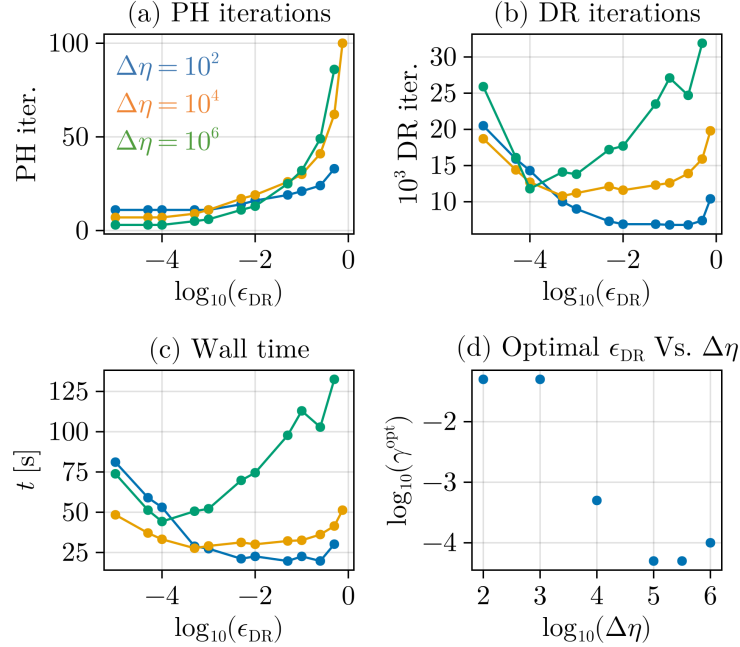 (a) PH iterations
PH iter.
100
50
0
Δη = 10²
Δη = 10⁴
Δη = 10⁶
−4
−2
0
log₁₀(ϵ_DR)
(b) DR iterations
10³ DR iter.
30
25
20
15
10
−4
−2
0
log₁₀(ϵ_DR)
(c) Wall time
t [s]
125
100
75
50
25
−4
−2
0
log₁₀(ϵ_DR)
(d) Optimal ϵ_DR Vs. Δη
log₁₀(γ^opt)
−2
−3
−4
2
3
4
5
6
log₁₀(Δη)